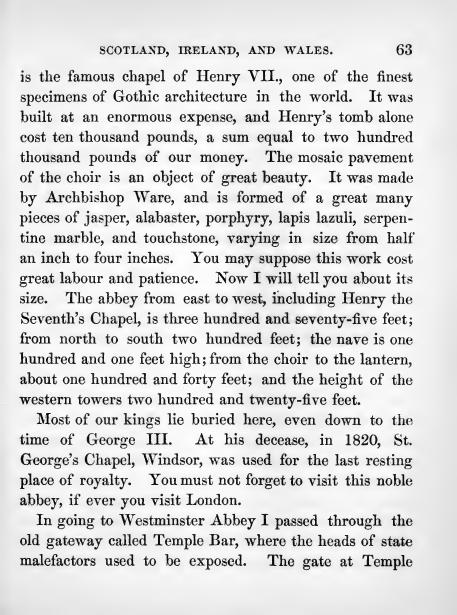 SCOTLAND, IRELAND, AND WALES. 63
is the famous chapel of Henry VII., one of the finest
specimens of Gothic architecture in the world. It was
built at an enormous expense, and Henry's tomb alone
cost ten thousand pounds, a sum equal to two hundred
thousand pounds of our money. The mosaic pavement
of the choir is an object of great beauty. It was made
by Archbishop Ware, and is formed of a great many
pieces of jasper, alabaster, porphyry, lapis lazuli, serpen-
tine marble, and touchstone, varying in size from half
an inch to four inches. You may suppose this work cost
great labour and patience. Now I will tell you about its
size. The abbey from east to west, including Henry the
Seventh's Chapel, is three hundred and seventy-five feet;
from north to south two hundred feet; the nave is one
hundred and one feet high; from the choir to the lantern,
about one hundred and forty feet; and the height of the
western towers two hundred and twenty-five feet.
Most of our kings lie buried here, even down to the
time of George III. At his decease, in 1820, St.
George's Chapel, Windsor, was used for the last resting
place of royalty. You must not forget to visit this noble
abbey, if ever you visit London.
In going to Westminster Abbey I passed through the
old gateway called Temple Bar, where the heads of state
malefactors used to be exposed. The gate at Temple